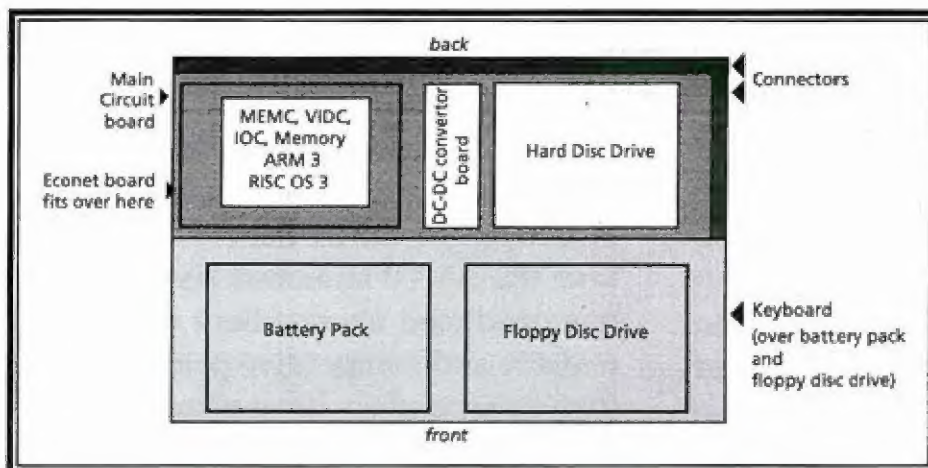 back
Main
Circuit
board
Connectors
MEMC, VIDC,
IOC, Memory
ARM 3
RISC OS 3
DC-DC convertor
board
Hard Disc Drive
Econet board
fits over here
Battery Pack
Floppy Disc Drive
Keyboard
(over battery pack
and
floppy disc drive)
front